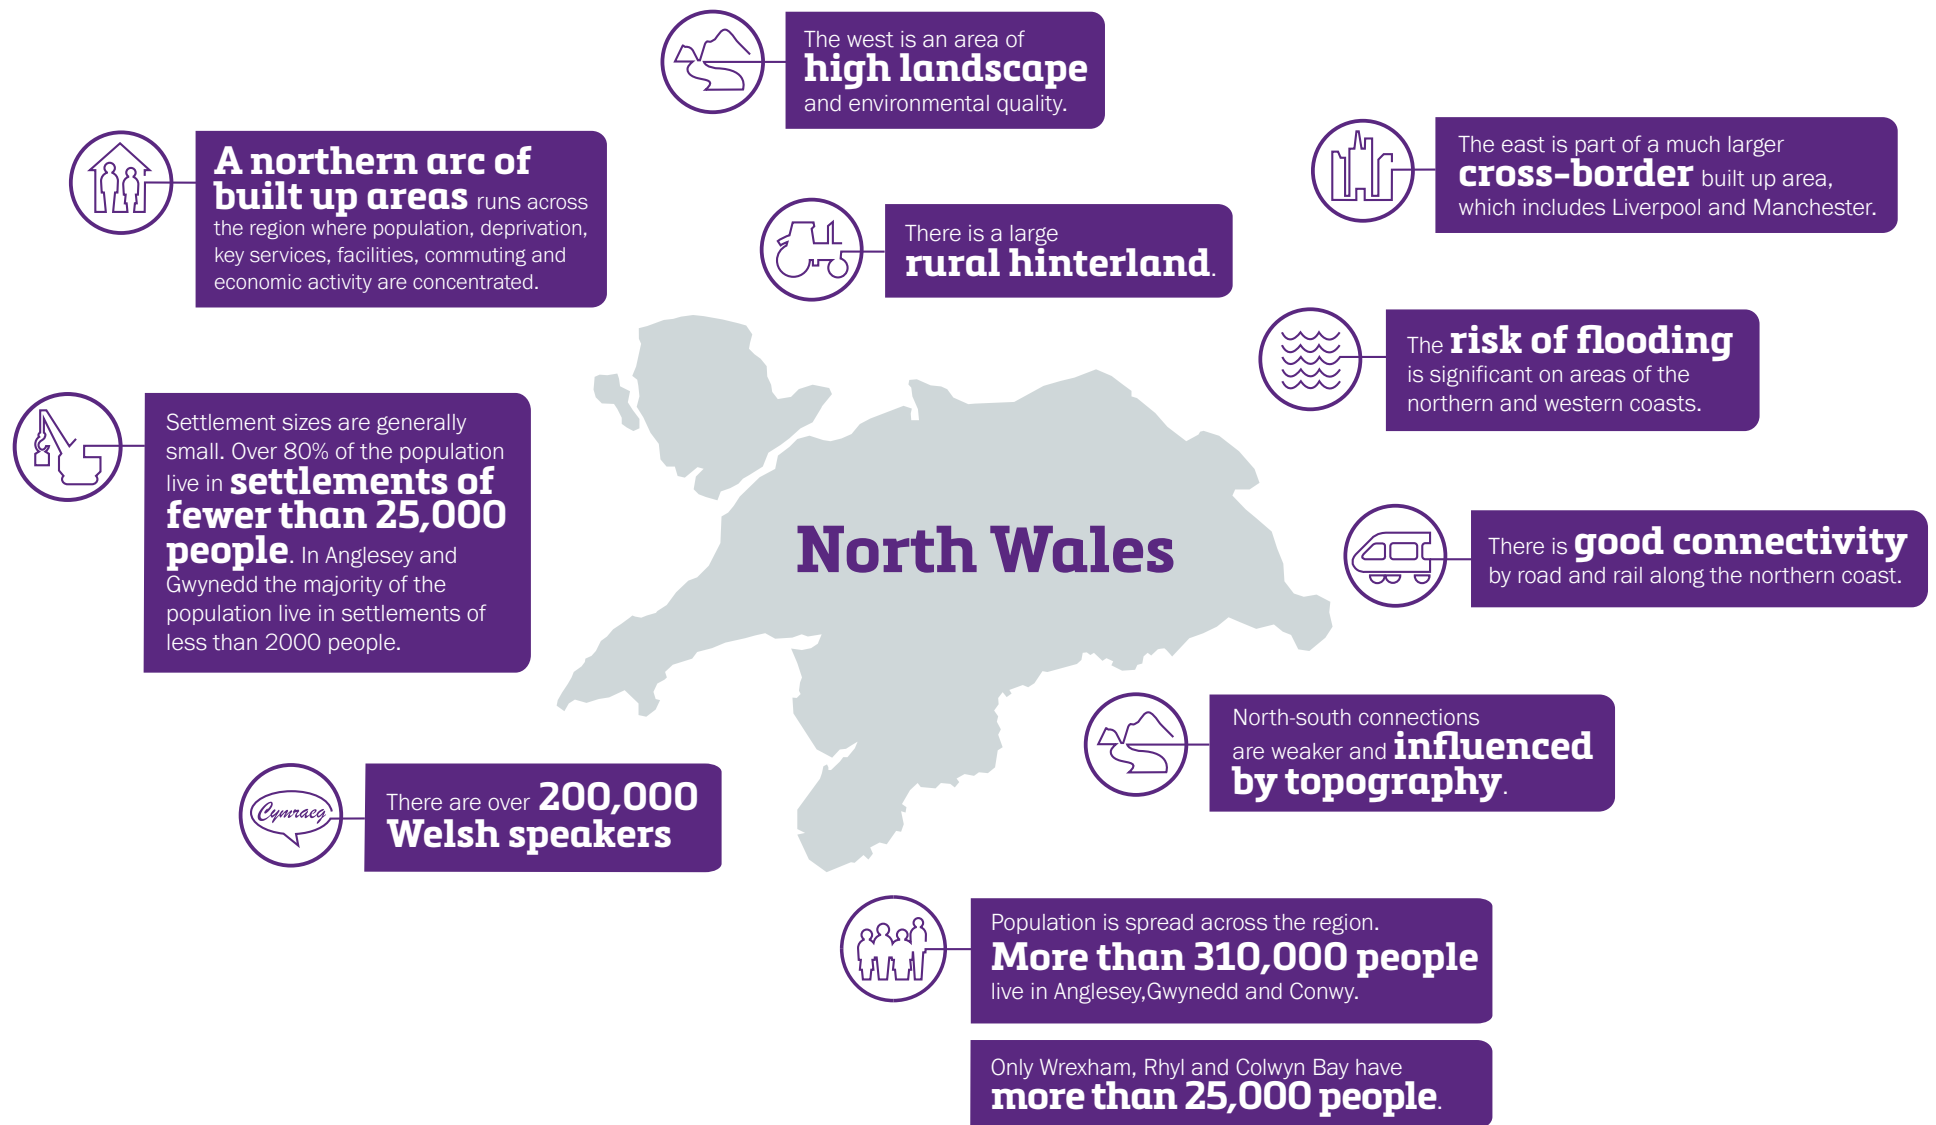 The west is an area of
high landscape
and environmental quality.
A northern arc of
built up areas runs across
the region where population, deprivation,
key services, facilities, commuting and
economic activity are concentrated.
The east is part of a much larger
cross-border built up area,
which includes Liverpool and Manchester.
There is a large
rural hinterland.
The risk of flooding
is significant on areas of the
northern and western coasts.
Settlement sizes are generally
small. Over 80% of the population
live in settlements of
fewer than 25,000
people. In Anglesey and
Gwynedd the majority of the
population live in settlements of
less than 2000 people.
North Wales
There is good connectivity
by road and rail along the northern coast.
North-south connections
are weaker and influenced
by topography.
Cymraeg
There are over 200,000
Welsh speakers
Population is spread across the region.
More than 310,000 people
live in Anglesey,Gwynedd and Conwy.
Only Wrexham, Rhyl and Colwyn Bay have
more than 25,000 people.